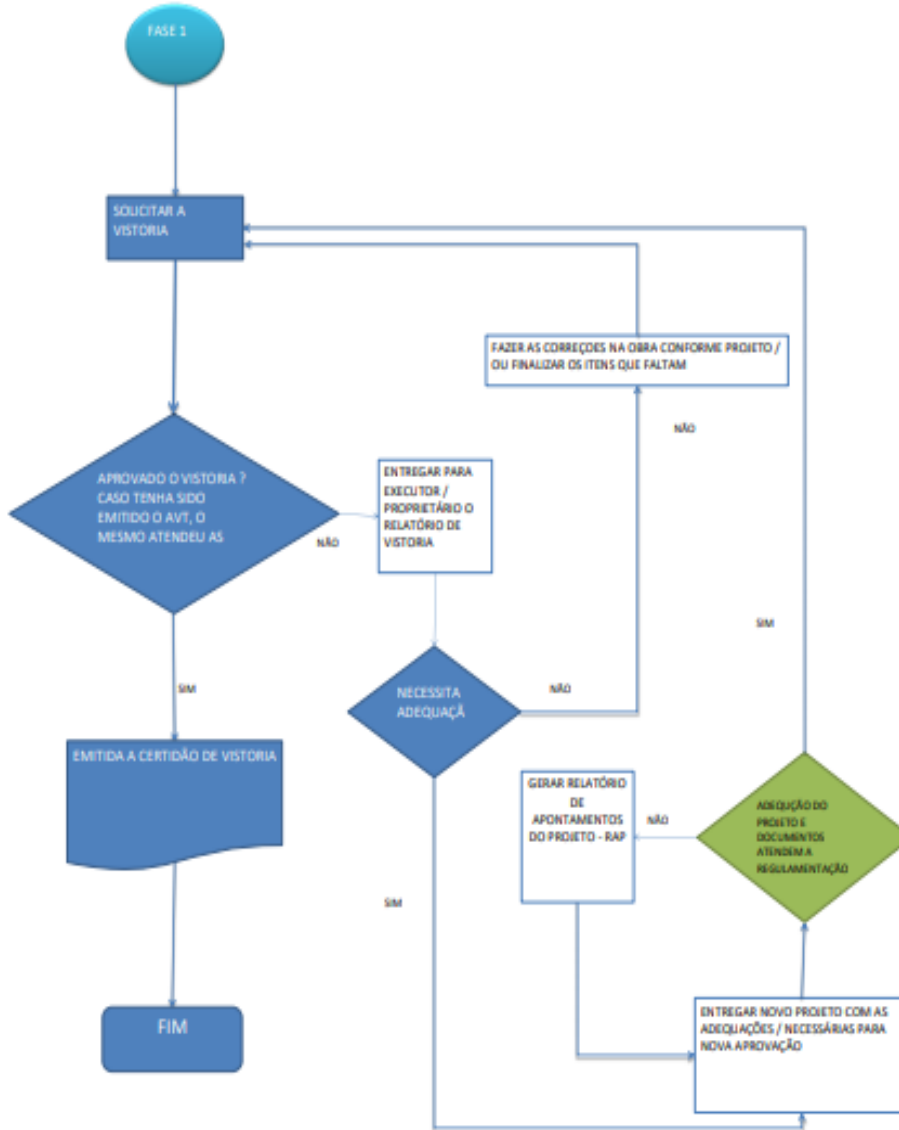 FASE 1
SOLICITAR A
VISTORIA
FAZER AS CORREÇOES NA OBRA CONFORME PROJETO /
OU FINALIZAR OS ITENS QUE FALTAM
NÃO
APROVADO O VISTORIA ?
CASO TENHA SIDO
EMITIDO O AVT, O
MESMO ATENDEU AS
NÃO
ENTREGAR PARA
EXECUTOR /
PROPRIETÁRIO O
RELATÓRIO DE
VISTORIA
SIM
SIM
NECESSITA
ADEQUAÇÃ
NÃO
EMITIDA A CERTIDÃO DE VISTORIA
GERAR RELATÓRIO
DE
APONTAMENTOS
DO PROJETO - RAP
NÃO
ADEQUÇÃO DO
PROJETO E
DOCUMENTOS
ATENDEM A
REGULAMENTAÇÃO
SIM
FIM
ENTREGAR NOVO PROJETO COM AS
ADEQUAÇÕES / NECESSÁRIAS PARA
NOVA APROVAÇÃO